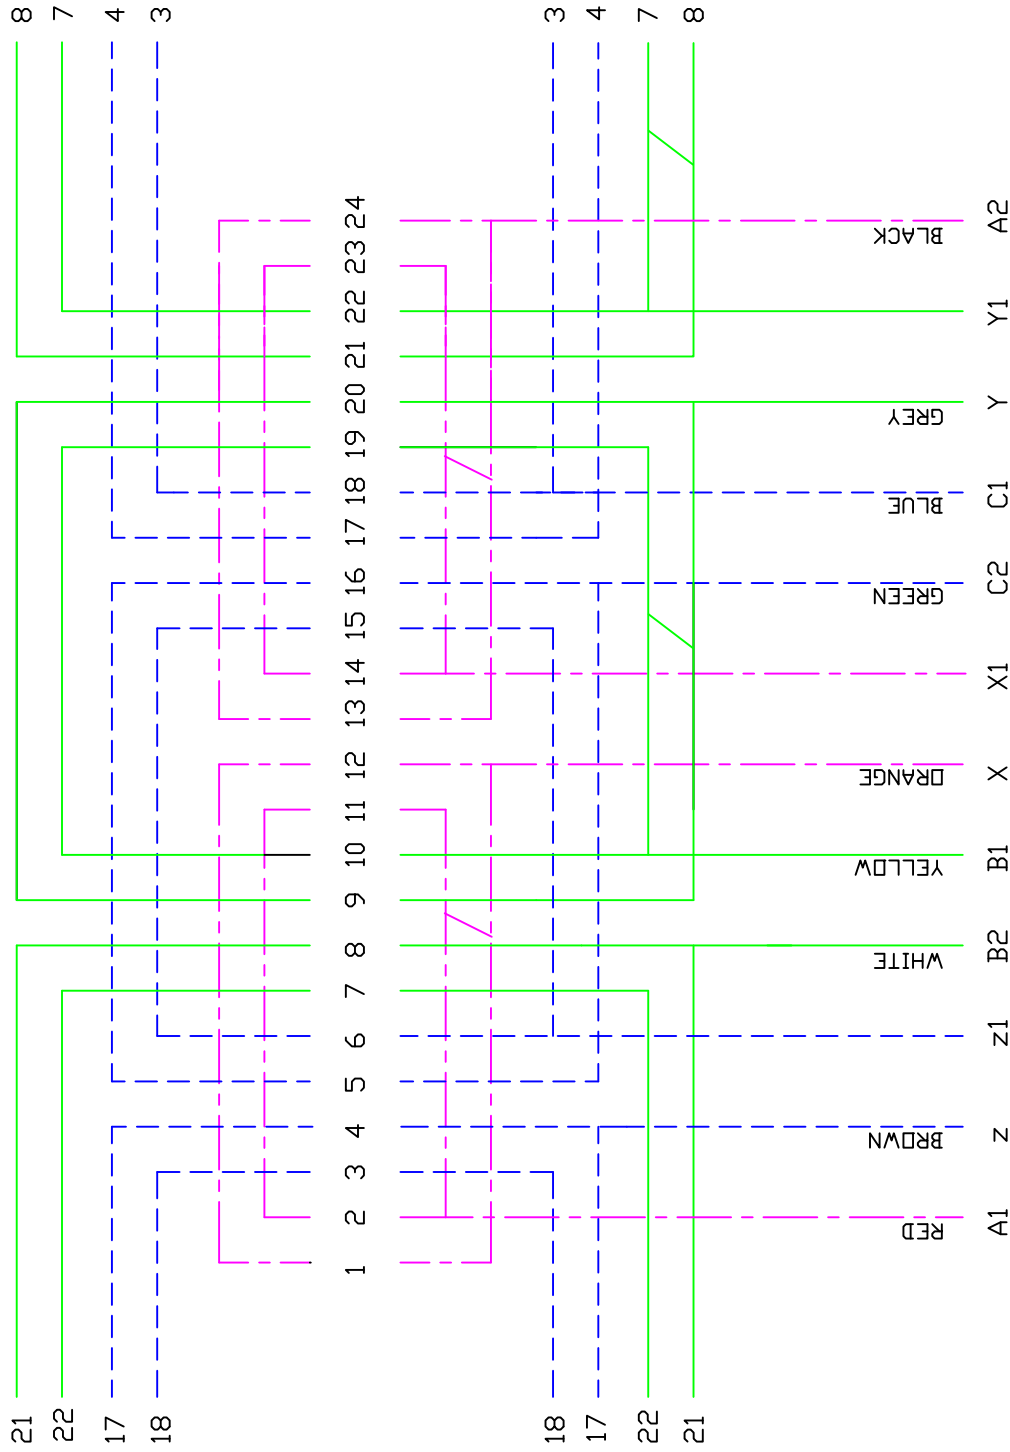 8 7 4 3
3 4 7 8
24
23
22
21
20
19
18
17
16
15
14
13
12
11
10
9
8
7
6
5
4
3
2
1
BLACK
GREY
BLUE
GREEN
ORANGE
YELLOW
WHITE
BROWN
RED
A2
Y1
Y
C1
C2
X1
X
B1
B2
Z1
Z
A1
21 22 17 18
18 17 22 21